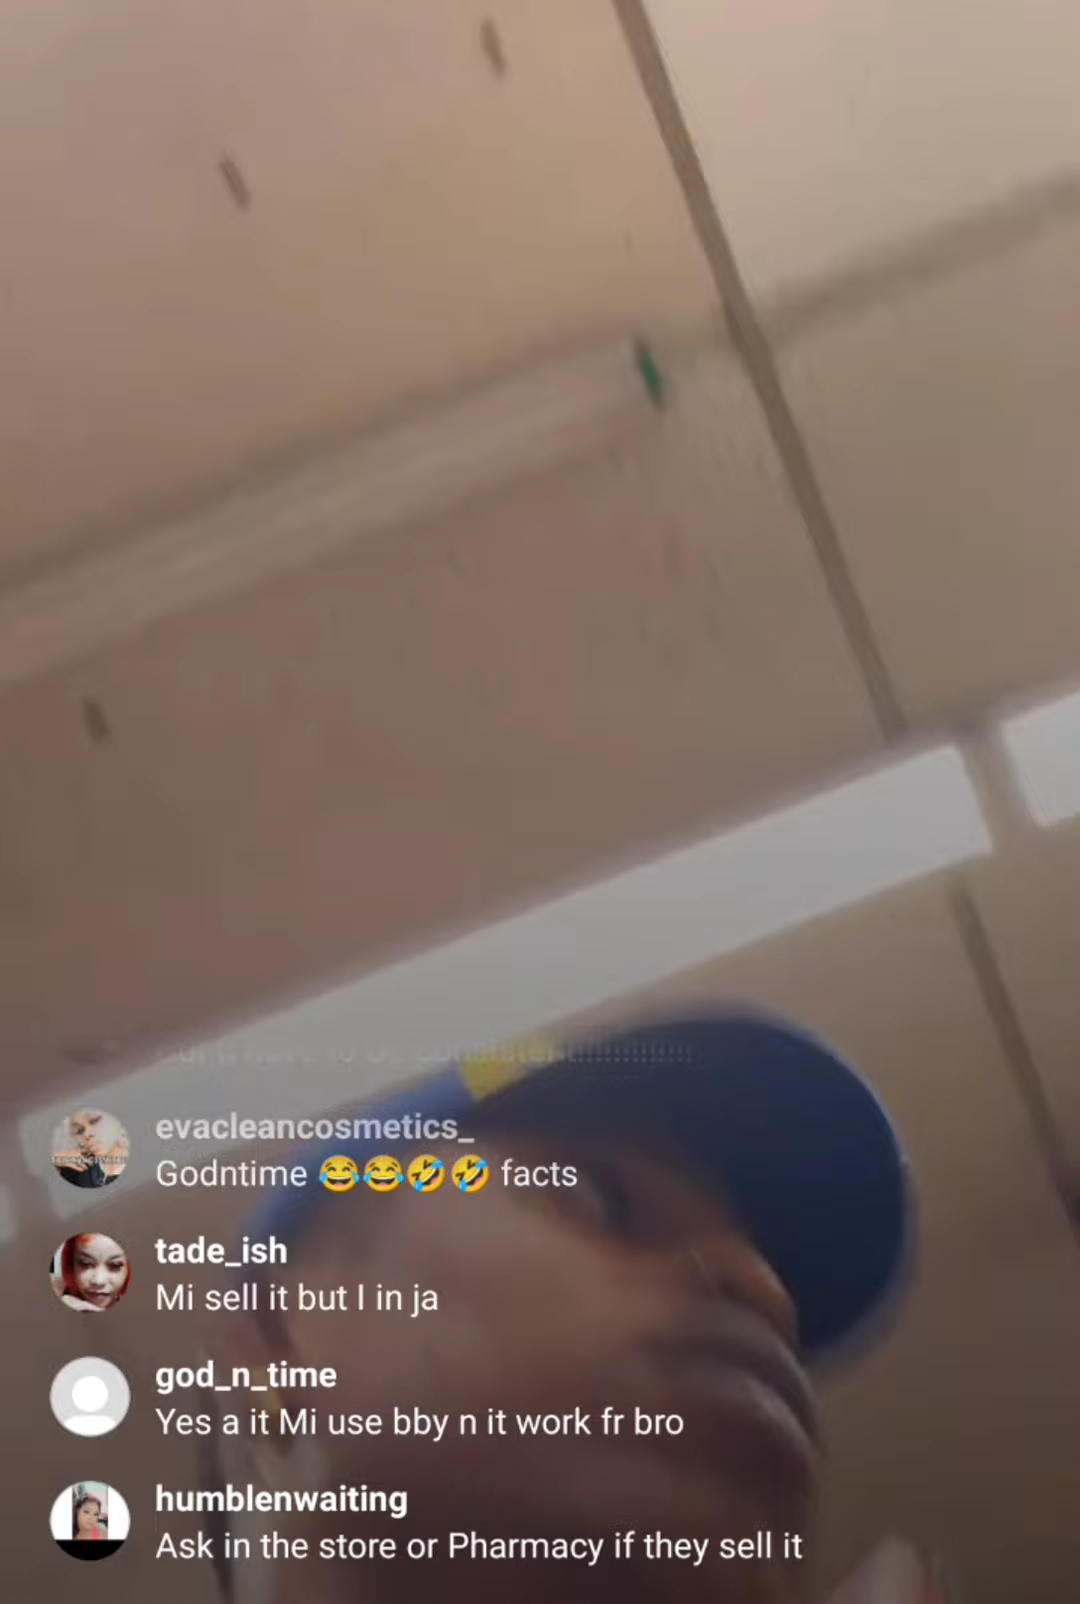 evacleancosmetics_
Godntime 😂😂🤣🤣 facts
tade_ish
Mi sell it but I in ja
god_n_time
Yes a it Mi use bby n it work fr bro
humblenwaiting
Ask in the store or Pharmacy if they sell it